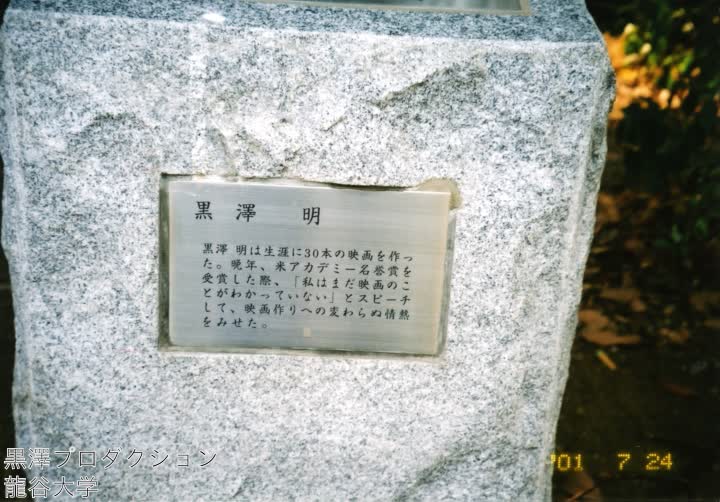 黒澤 明
黒澤 明は生涯に30本の映画を作っ
た。晩年、米アカデミー名誉賞を
受賞した際、「私はまだ映画のこ
とがわかっていない」とスピーチ
して、映画作りへの変わらぬ情熱
をみせた。
黒澤プロダクション
龍谷大学
'01 7 24